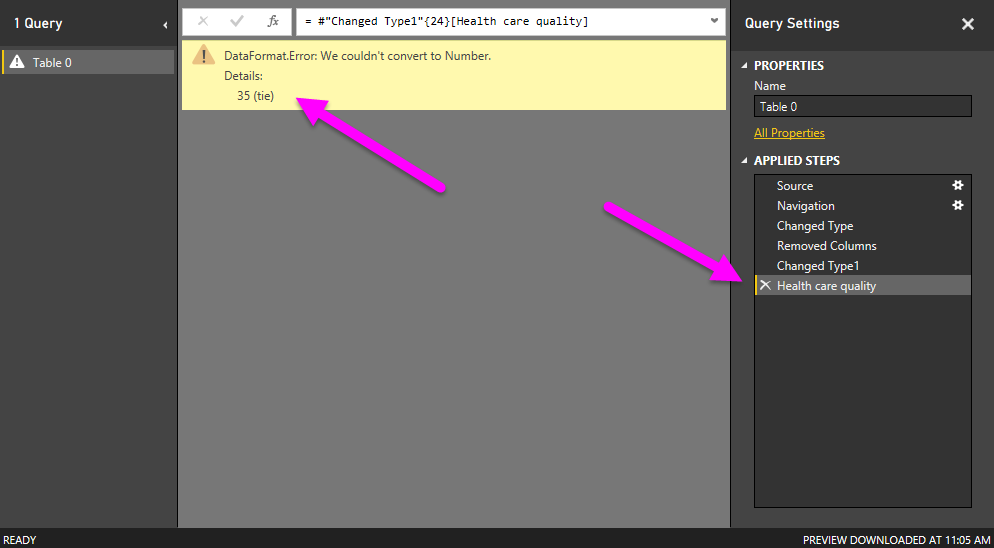 1 Query
Table 0
fx
= #"Changed Type1"{24}[Health care quality]
DataFormat.Error: We couldn't convert to Number.
Details:
35 (tie)
Query Settings
PROPERTIES
Name
Table 0
All Properties
APPLIED STEPS
Source
Navigation
Changed Type
Removed Columns
Changed Type1
Health care quality
READY
PREVIEW DOWNLOADED AT 11:05 AM